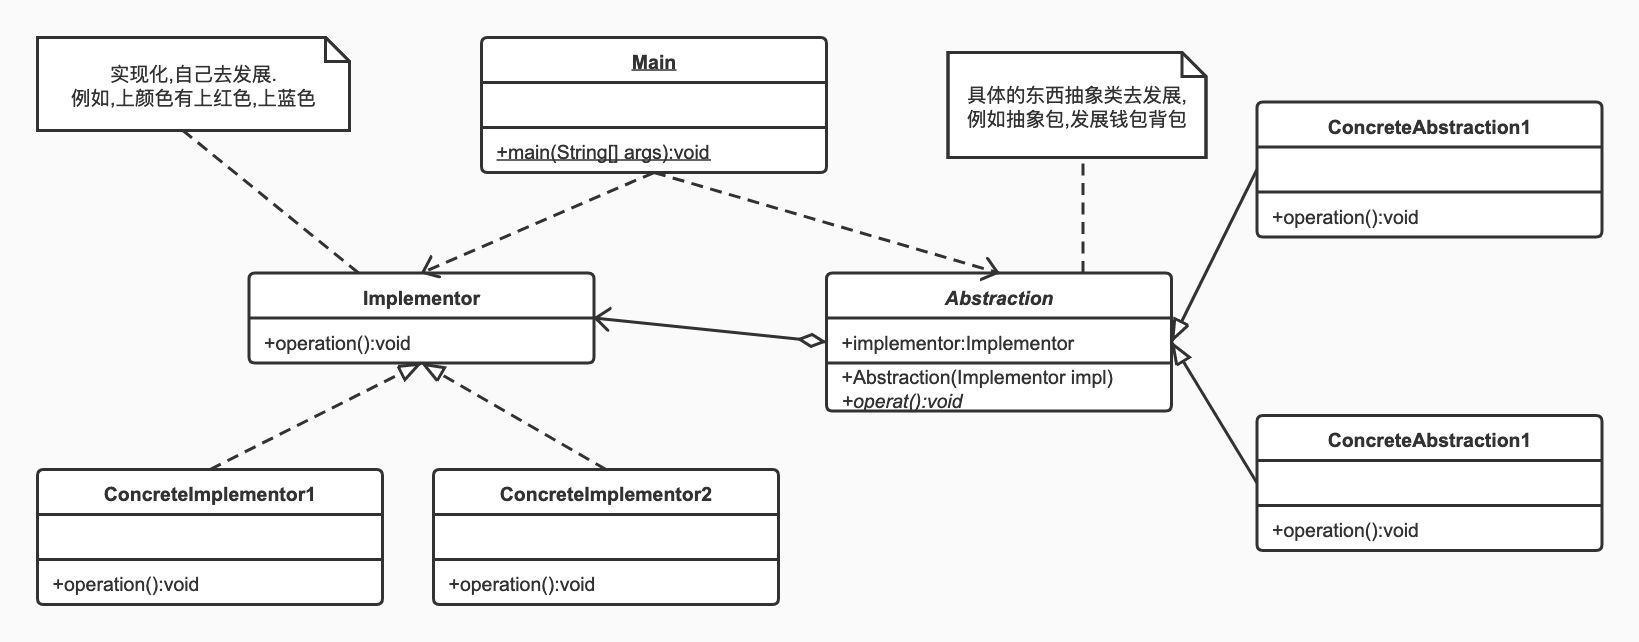 实现化,自己去发展.
例如,上颜色有上红色,上蓝色
Main
+main(String[] args):void
具体的东西抽象类去发展,
例如抽象包,发展钱包背包
ConcreteAbstraction1
+operation():void
Implementor
+operation():void
Abstraction
+implementor:Implementor
+Abstraction(Implementor impl)
+operat():void
ConcreteAbstraction1
+operation():void
ConcreteImplementor1
+operation():void
ConcreteImplementor2
+operation():void